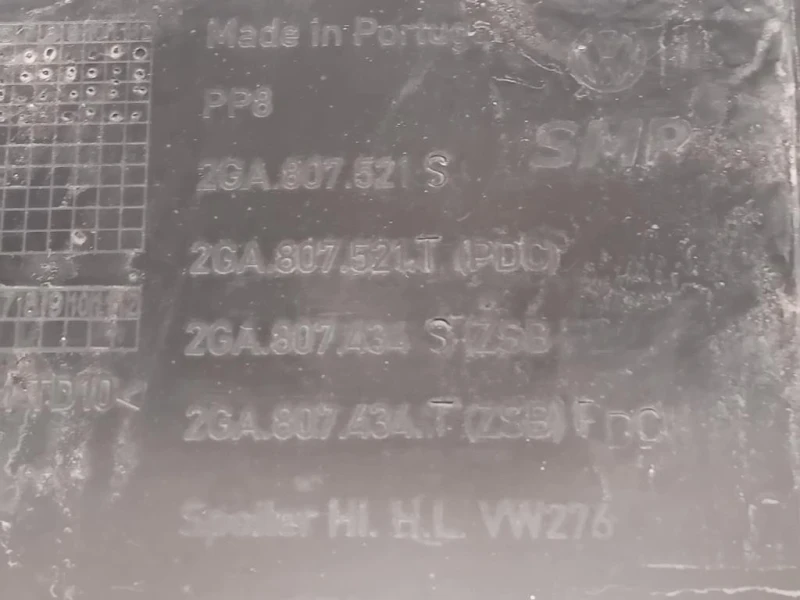 Made in Portugal
PP8
SMP
2GA.807.521 S
2GA.807.521.T (PDC)
2GA.807.434 S (ZSB)
2GA.807.434.T (ZSB) PDC
TD10<
Spoiler HI. H.L. VW276